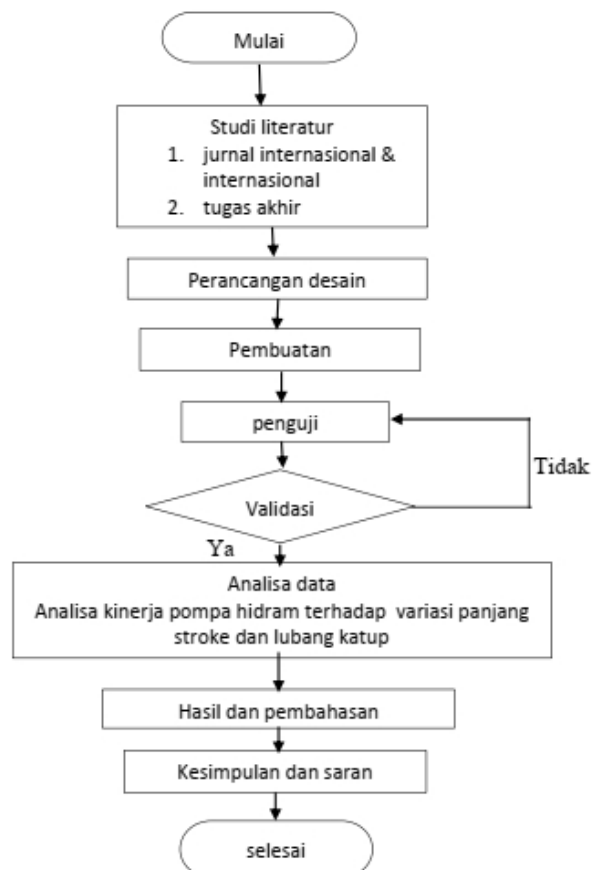 Mulai
Studi literatur
1. jurnal internasional &
internasional
2. tugas akhir
Perancangan desain
Pembuatan
penguji
Tidak
Validasi
Ya
Analisa data
Analisa kinerja pompa hidram terhadap variasi panjang
stroke dan lubang katup
Hasil dan pembahasan
Kesimpulan dan saran
selesai